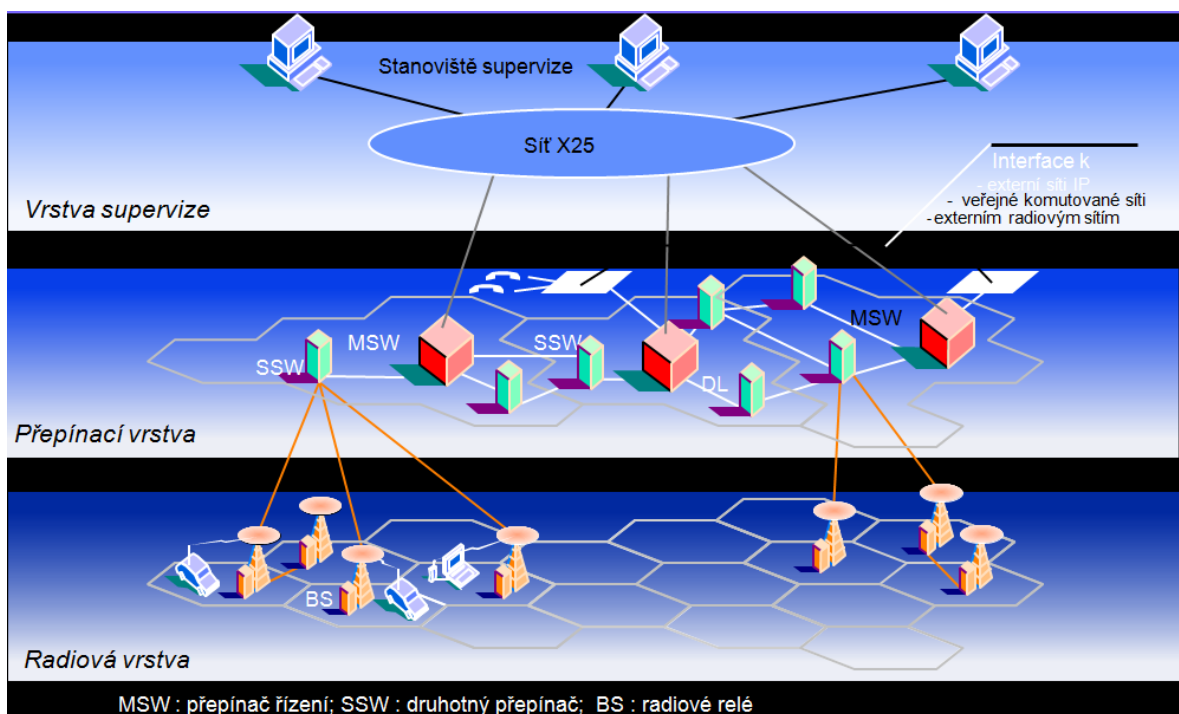 Stanoviště supervize
Síť X25
Interface k
- externí síti IP
- veřejné komutované síti
-externím radiovým sítím
Vrstva supervize
MSW
SSW
MSW
SSW
DL
Přepínací vrstva
BS
Radiová vrstva
MSW : přepínač řízení; SSW : druhotný přepínač; BS : radiové relé